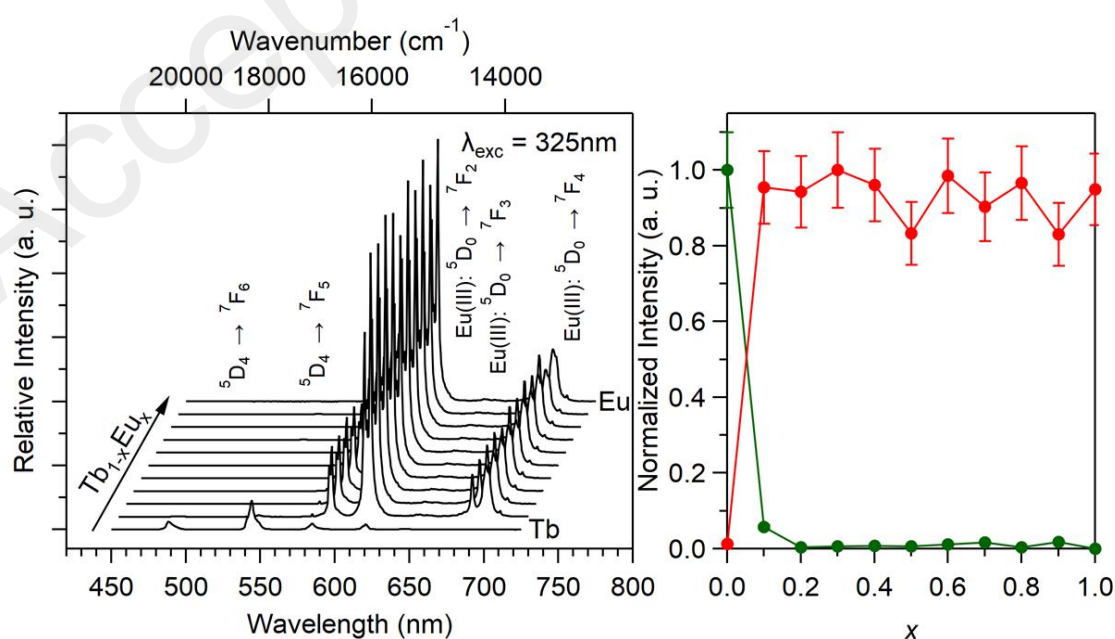 Accep
Wavenumber (cm⁻¹)
20000 18000 16000 14000
λexc = 325nm
Relative Intensity (a. u.)
⁵D₄ → ⁷F₆
⁵D₄ → ⁷F₅
Eu(III): ⁵D₀ → ⁷F₂
Eu(III): ⁵D₀ → ⁷F₃
Eu(III): ⁵D₀ → ⁷F₄
Tb₁₋ₓEuₓ
Eu
Tb
450 500 550 600 650 700 750 800
Wavelength (nm)
Normalized Intensity (a. u.)
1.0
0.8
0.6
0.4
0.2
0.0
0.0 0.2 0.4 0.6 0.8 1.0
x